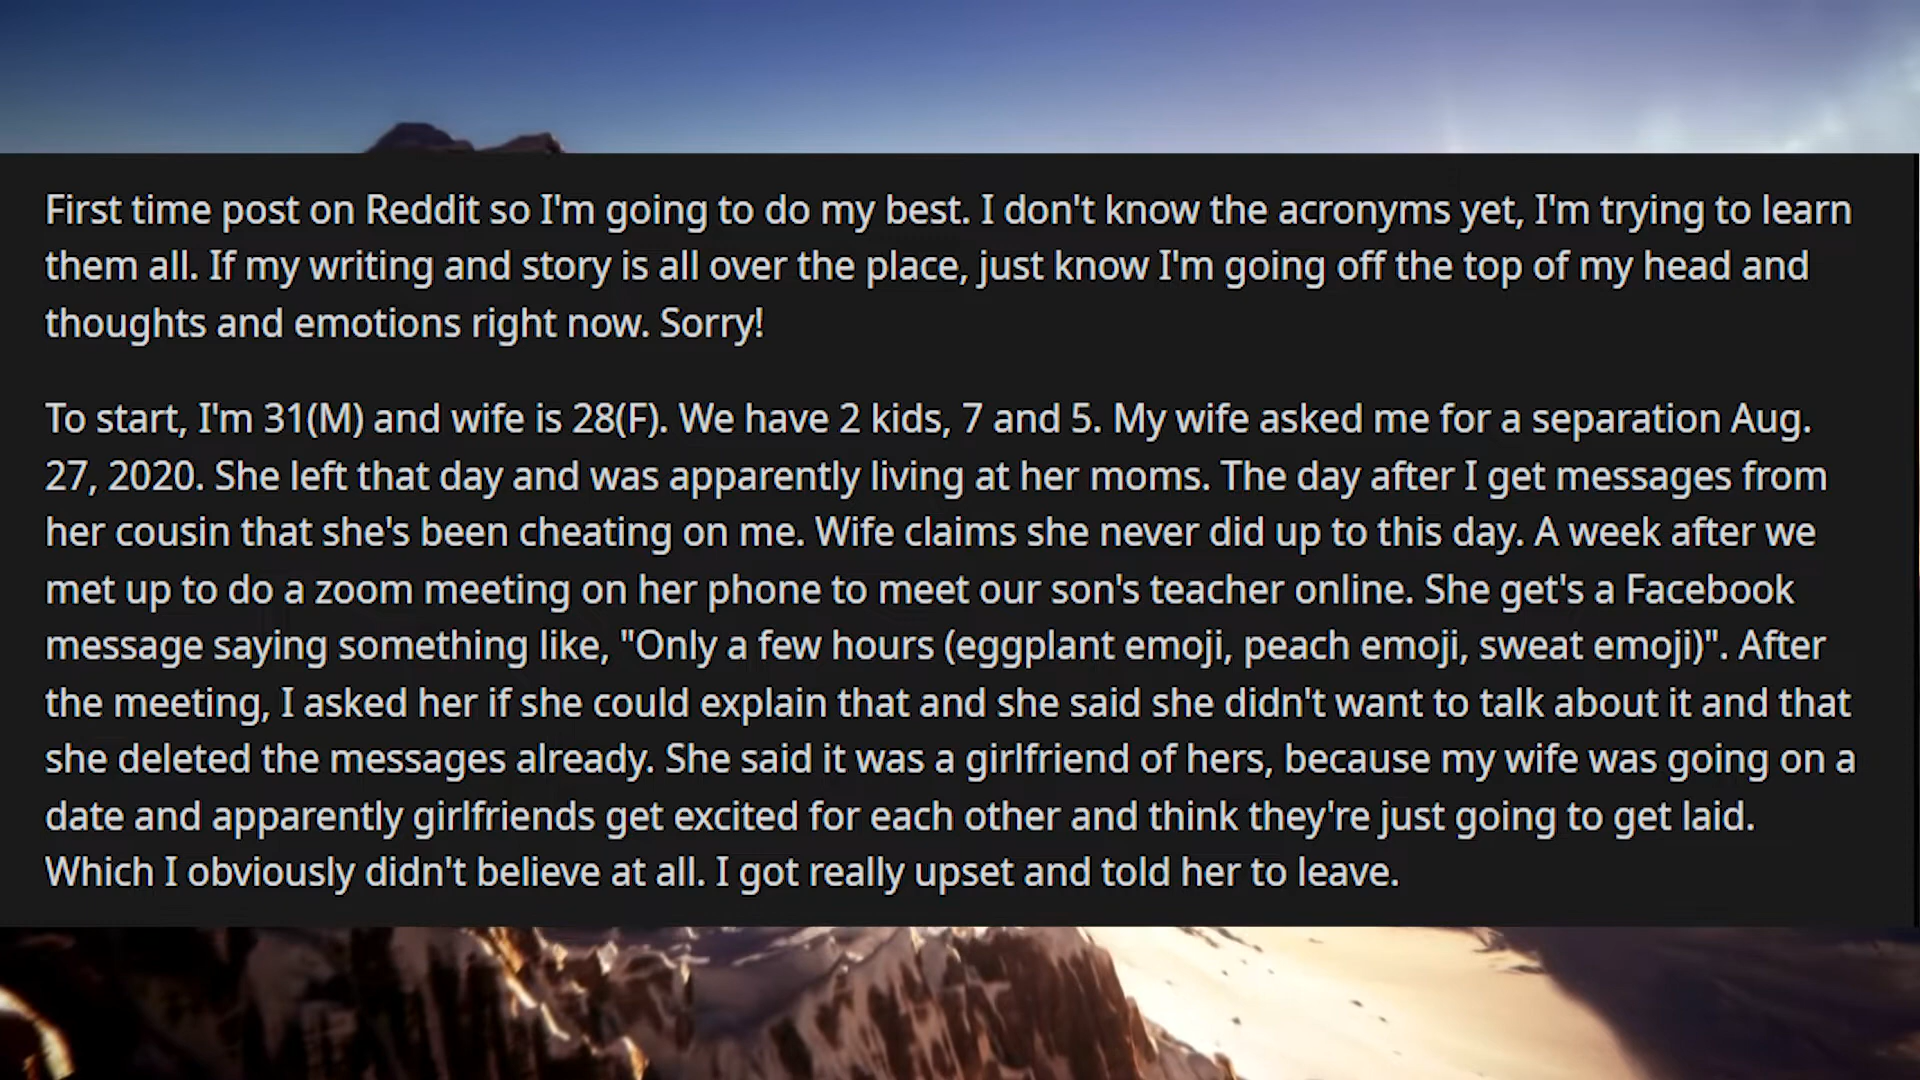 First time post on Reddit so I'm going to do my best. I don't know the acronyms yet, I'm trying to learn
them all. If my writing and story is all over the place, just know I'm going off the top of my head and
thoughts and emotions right now. Sorry!
To start, I'm 31(M) and wife is 28(F). We have 2 kids, 7 and 5. My wife asked me for a separation Aug.
27, 2020. She left that day and was apparently living at her moms. The day after I get messages from
her cousin that she's been cheating on me. Wife claims she never did up to this day. A week after we
met up to do a zoom meeting on her phone to meet our son's teacher online. She get's a Facebook
message saying something like, "Only a few hours (eggplant emoji, peach emoji, sweat emoji)". After
the meeting, I asked her if she could explain that and she said she didn't want to talk about it and that
she deleted the messages already. She said it was a girlfriend of hers, because my wife was going on a
date and apparently girlfriends get excited for each other and think they're just going to get laid.
Which I obviously didn't believe at all. I got really upset and told her to leave.